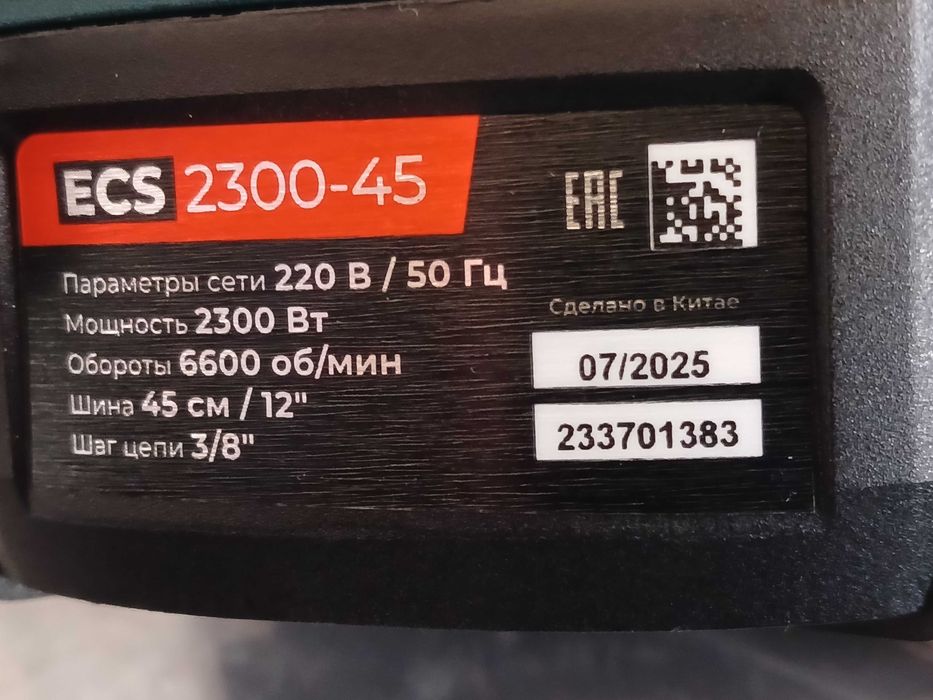 ECS 2300-45
EAC
Параметры сети 220 В / 50 Гц
Мощность 2300 Вт
Обороты 6600 об/мин
Шина 45 см / 12"
Шаг цепи 3/8"
Сделано в Китае
07/2025
233701383